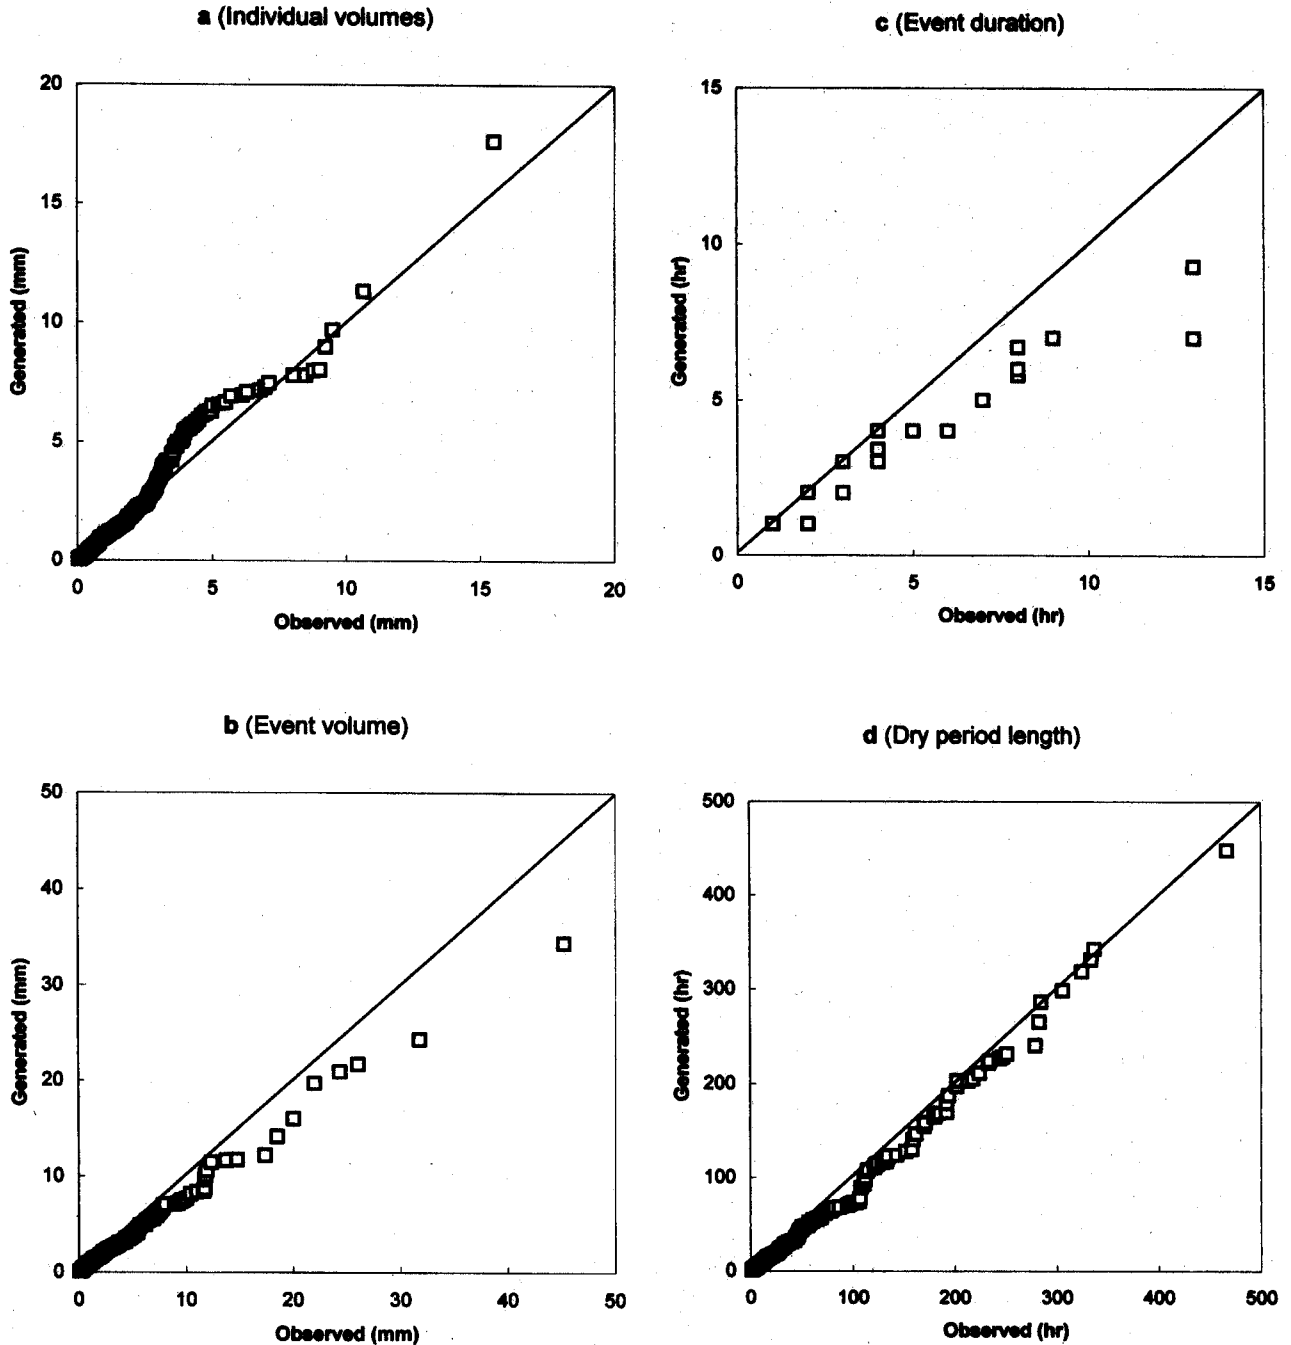 a (Individual volumes)
20
15
10
5
0
0 5 10 15 20
Generated (mm)
Observed (mm)
c (Event duration)
15
10
5
0
0 5 10 15
Generated (hr)
Observed (hr)
b (Event volume)
50
40
30
20
10
0
0 10 20 30 40 50
Generated (mm)
Observed (mm)
d (Dry period length)
500
400
300
200
100
0
0 100 200 300 400 500
Generated (hr)
Observed (hr)